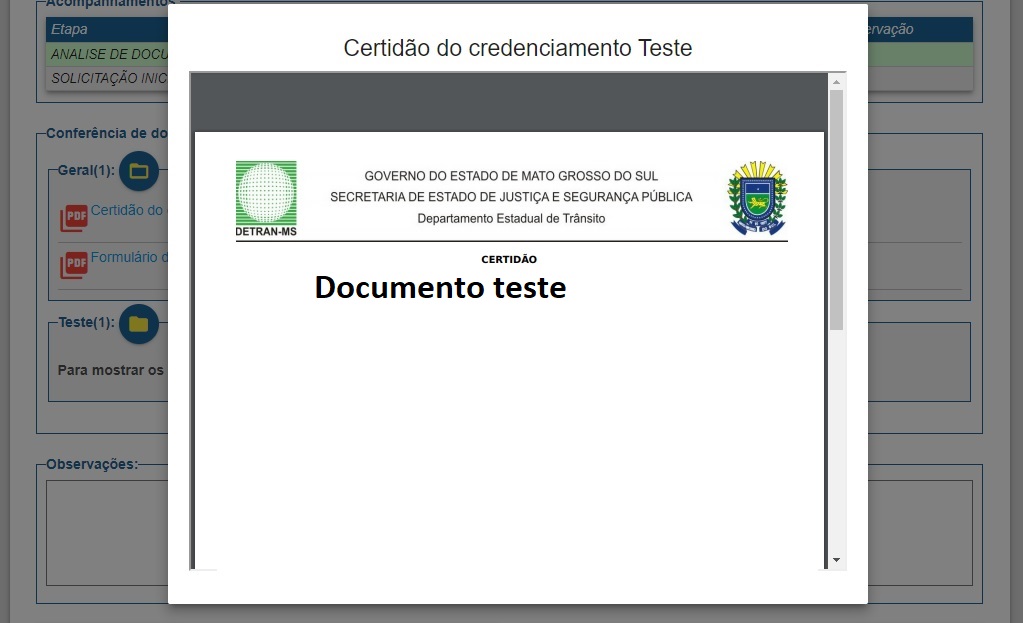 Acompanhamentos
Etapa
ervação
ANALISE DE DOCU
SOLICITAÇÃO INIC
Conferência de do
Geral(1):
PDF Certidão do
PDF Formulário d
Teste(1):
Para mostrar os
Observações:
Certidão do credenciamento Teste
DETRAN-MS
GOVERNO DO ESTADO DE MATO GROSSO DO SUL
SECRETARIA DE ESTADO DE JUSTIÇA E SEGURANÇA PÚBLICA
Departamento Estadual de Trânsito
CERTIDÃO
Documento teste